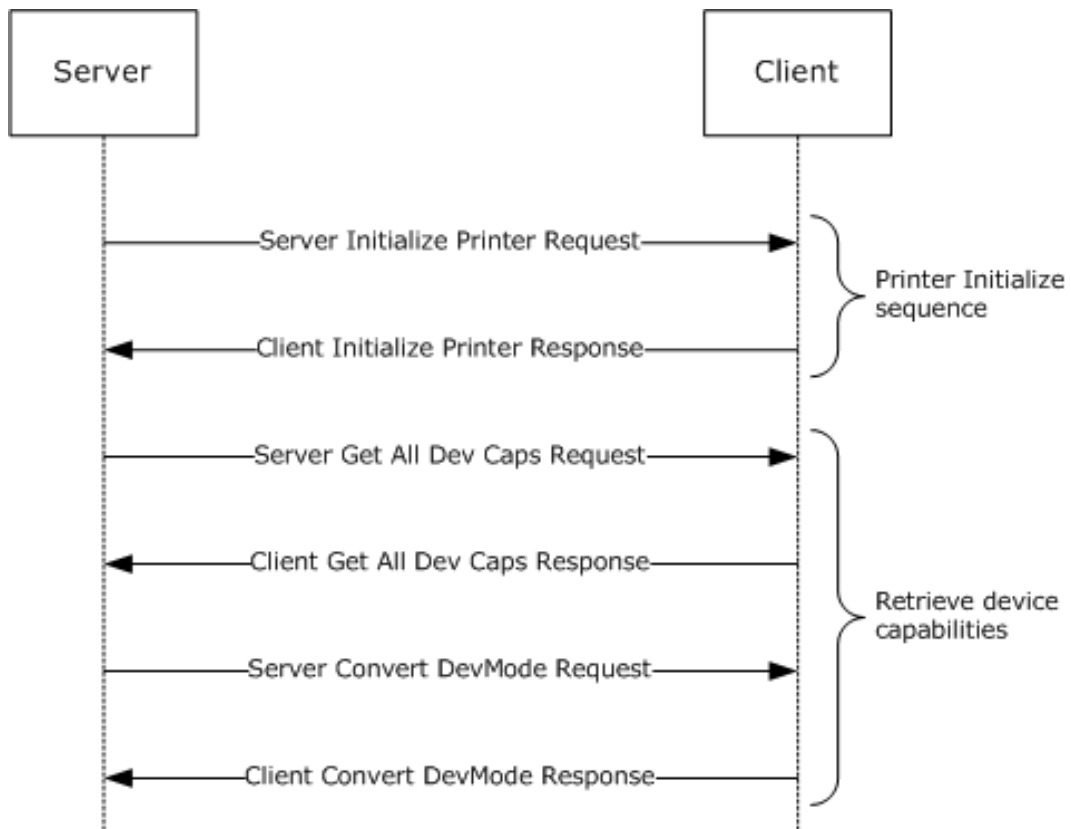 Server
Client
Server Initialize Printer Request
Printer Initialize
sequence
Client Initialize Printer Response
Server Get All Dev Caps Request
Client Get All Dev Caps Response
Retrieve device
capabilities
Server Convert DevMode Request
Client Convert DevMode Response